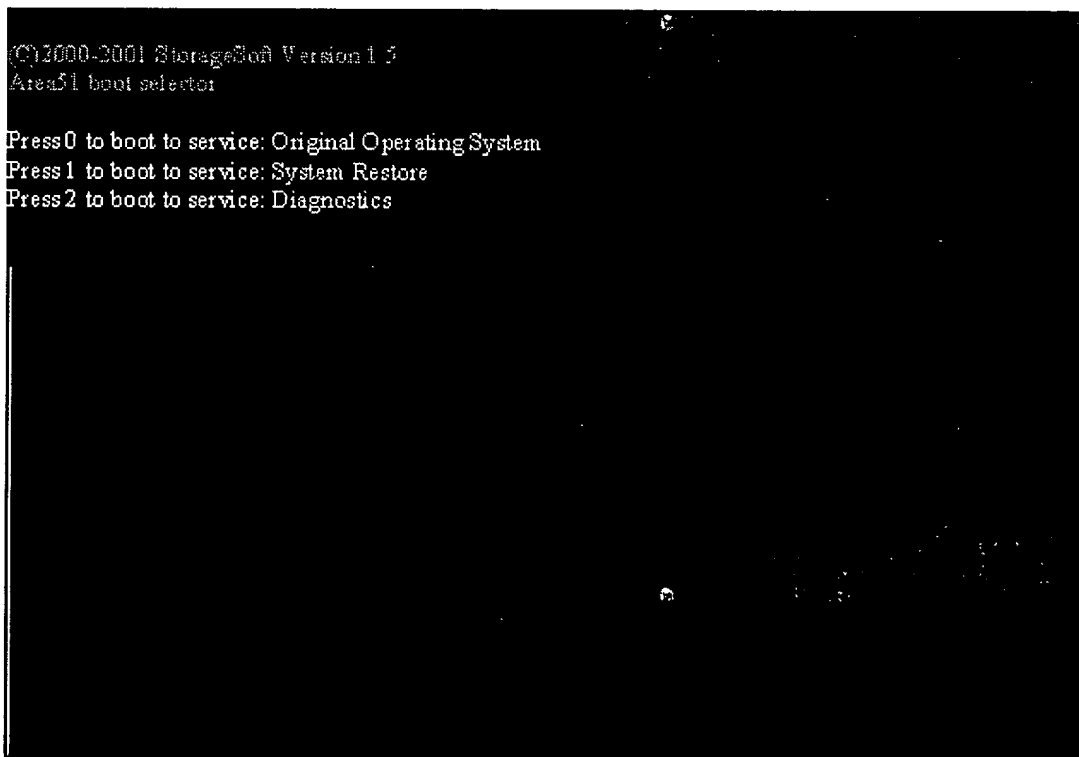 (C)2000-2001 StorageSoft Version 1.5
Area51 boot selector
Press 0 to boot to service: Original Operating System
Press 1 to boot to service: System Restore
Press 2 to boot to service: Diagnostics